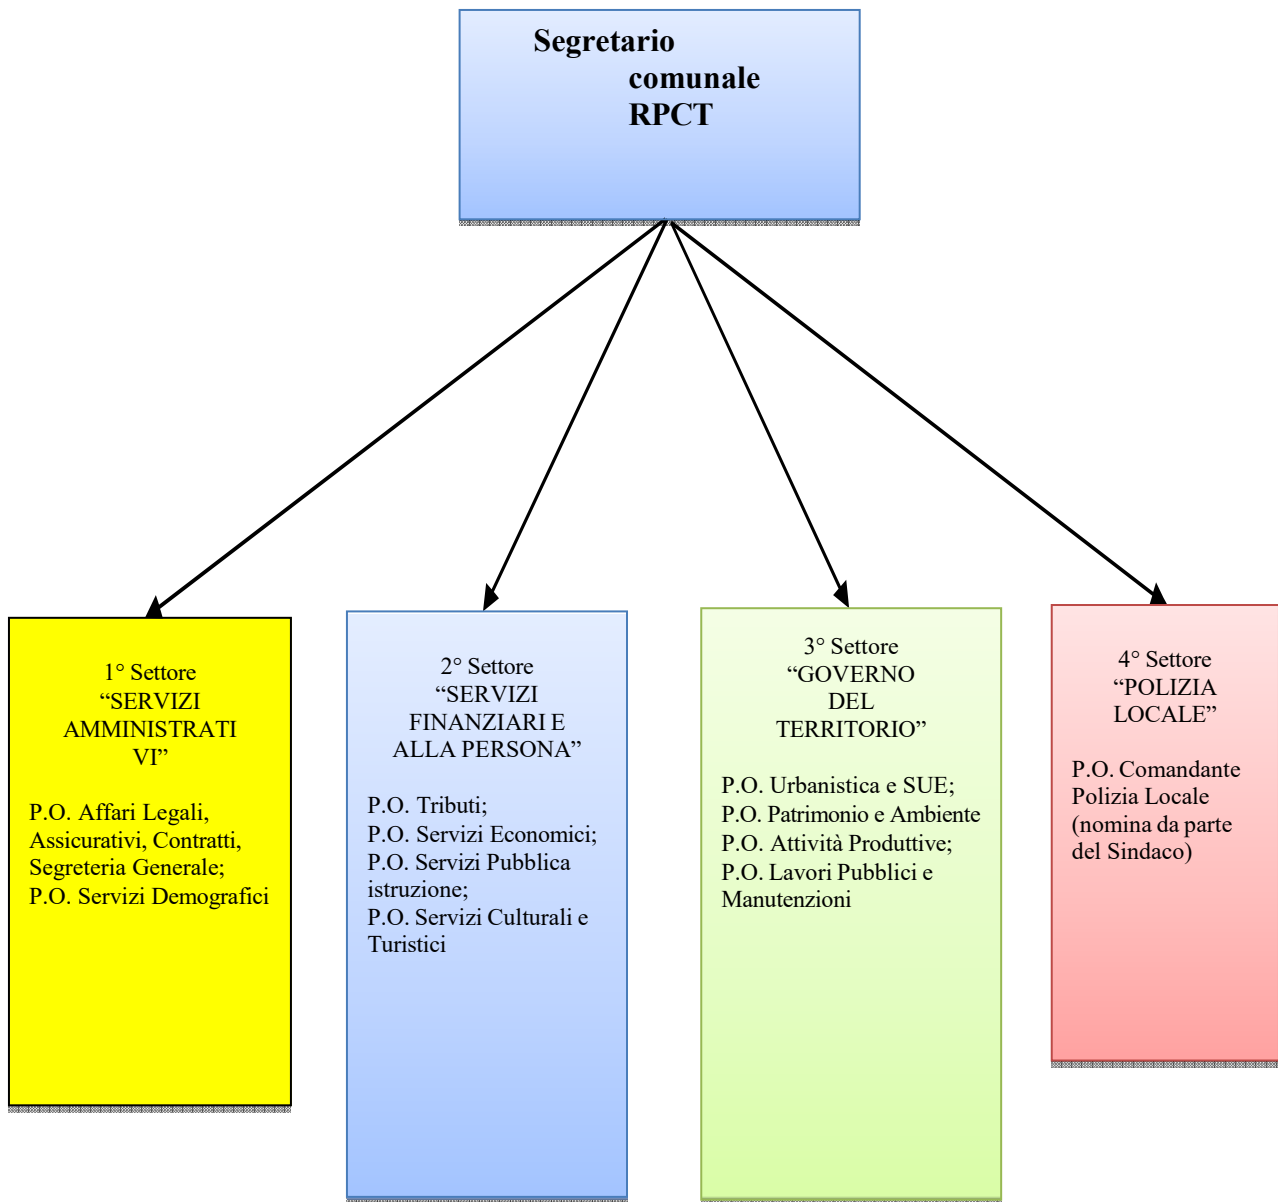 Segretario
comunale
RPCT
1° Settore
“SERVIZI
AMMINISTRATI
VI”
P.O. Affari Legali,
Assicurativi, Contratti,
Segreteria Generale;
P.O. Servizi Demografici
2° Settore
“SERVIZI
FINANZIARI E
ALLA PERSONA”
P.O. Tributi;
P.O. Servizi Economici;
P.O. Servizi Pubblica
istruzione;
P.O. Servizi Culturali e
Turistici
3° Settore
“GOVERNO
DEL
TERRITORIO”
P.O. Urbanistica e SUE;
P.O. Patrimonio e Ambiente
P.O. Attività Produttive;
P.O. Lavori Pubblici e
Manutenzioni
4° Settore
“POLIZIA
LOCALE”
P.O. Comandante
Polizia Locale
(nomina da parte
del Sindaco)